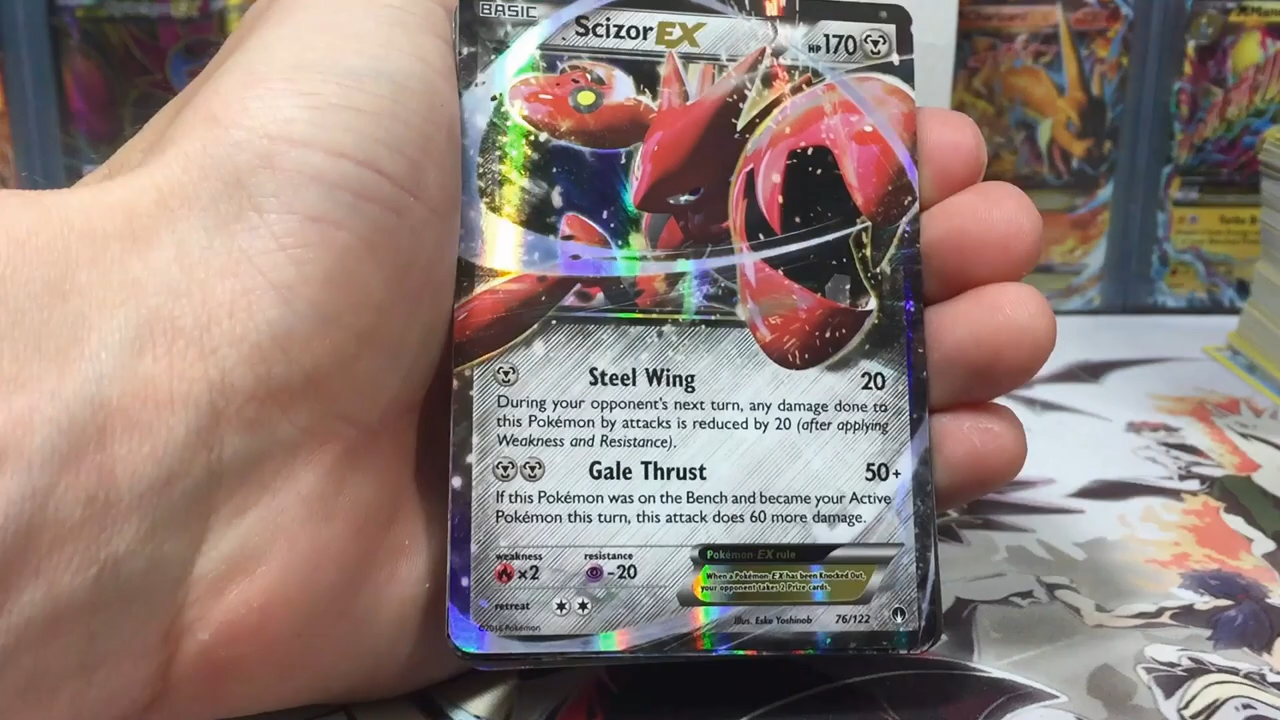 BASIC
ScizorEX
HP170
Steel Wing 20
During your opponent's next turn, any damage done to
this Pokémon by attacks is reduced by 20 (after applying
Weakness and Resistance).
Gale Thrust 50+
If this Pokémon was on the Bench and became your Active
Pokémon this turn, this attack does 60 more damage.
weakness resistance
×2 -20
Pokémon-EX rule
When a Pokémon-EX has been Knocked Out,
your opponent takes 2 Prize cards.
retreat
©2016 Pokémon
Illus. Eske Yoshinob 76/122